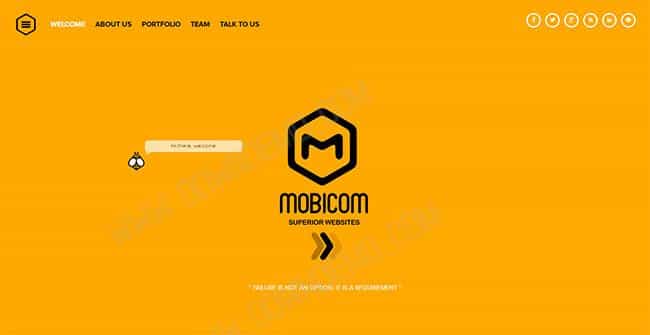 WELCOME ABOUT US PORTFOLIO TEAM TALK TO US
Hi there, welcome
MOBICOM
SUPERIOR WEBSITES
" FAILURE IS NOT AN OPTION. IT IS A REQUIREMENT "